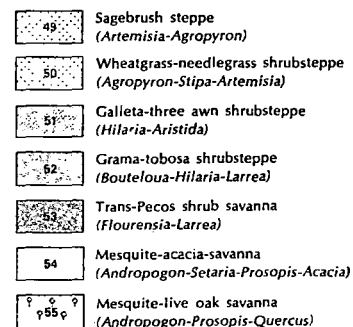 49 Sagebrush steppe
(Artemisia-Agropyron)
50 Wheatgrass-needlegrass shrubsteppe
(Agropyron-Stipa-Artemisia)
51 Galleta-three awn shrubsteppe
(Hilaria-Aristida)
52 Grama-tobosa shrubsteppe
(Bouteloua-Hilaria-Larrea)
53 Trans-Pecos shrub savanna
(Flourensia-Larrea)
54 Mesquite-acacia-savanna
(Andropogon-Setaria-Prosopis-Acacia)
55 Mesquite-live oak savanna
(Andropogon-Prosopis-Quercus)